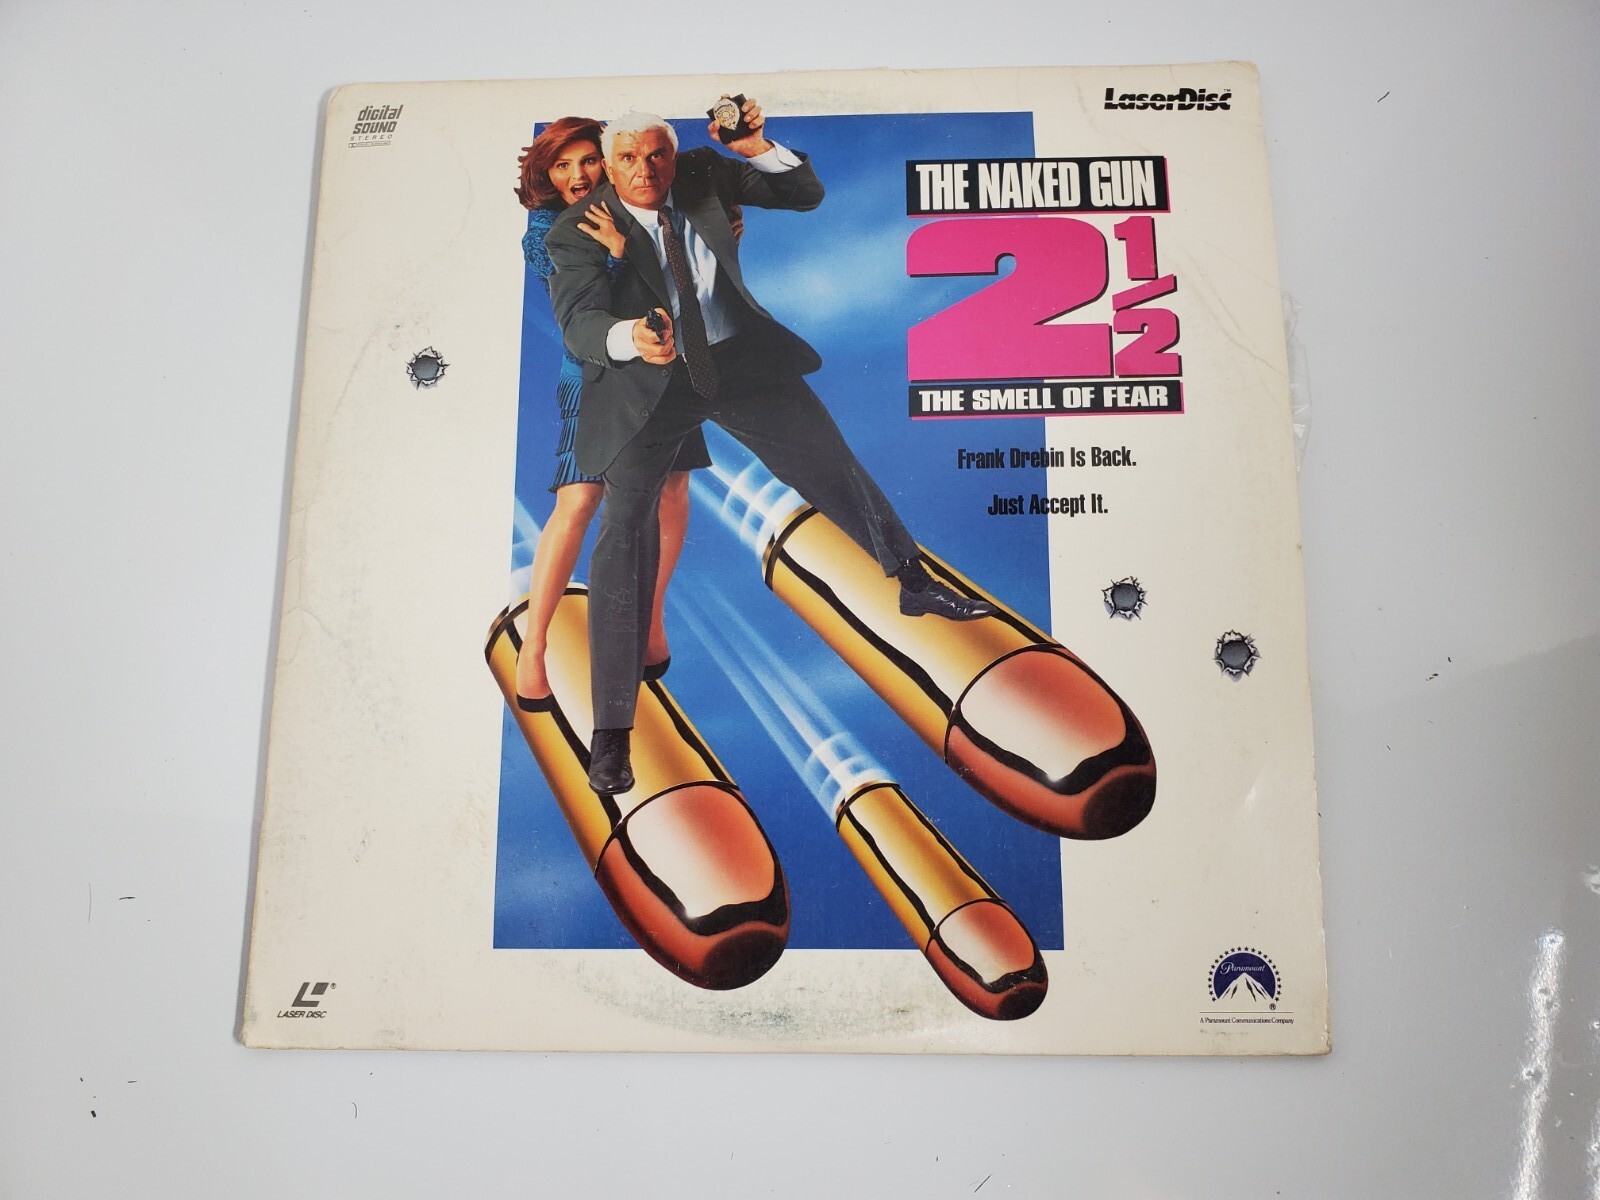 digital
SOUND
STEREO
LaserDisc™
THE NAKED GUN
2 1/2
THE SMELL OF FEAR
Frank Drebin Is Back.
Just Accept It.
LASER DISC
Paramount
A Paramount Communications Company